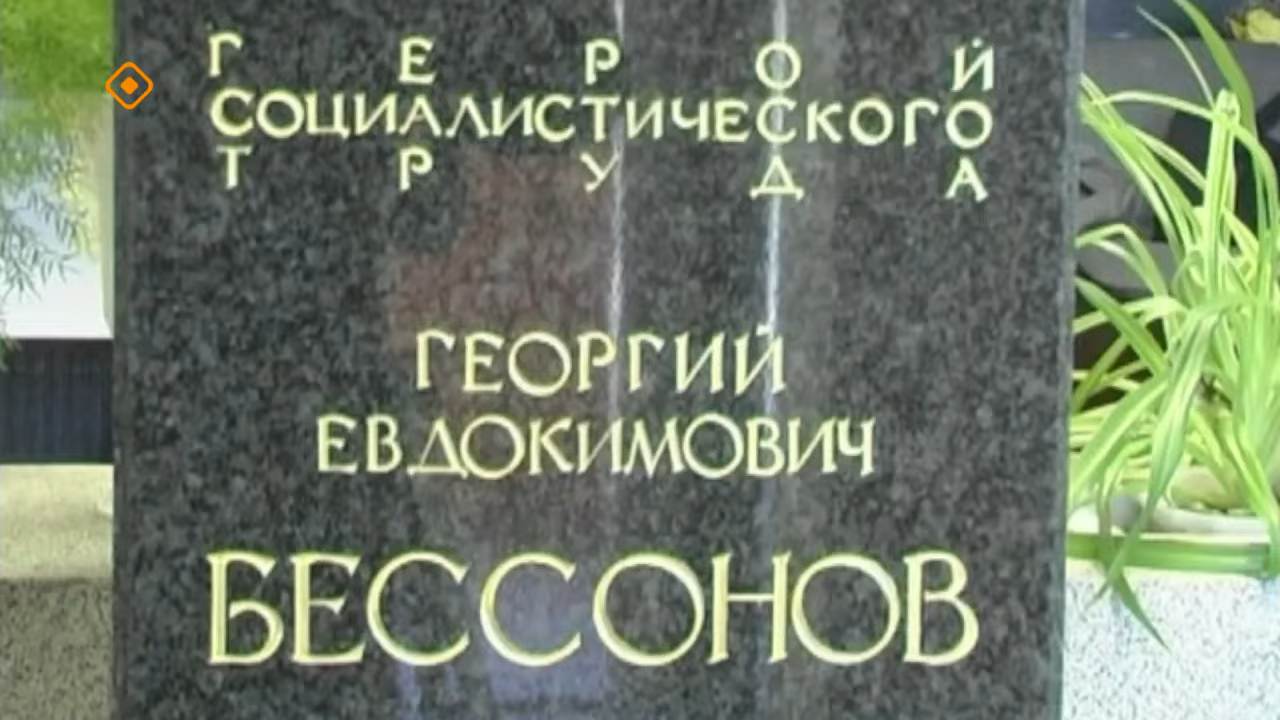 ГЕРОЙ
СОЦИАЛИСТИЧЕСКОГО
ТРУДА
ГЕОРГИЙ
ЕВДОКИМОВИЧ
БЕССОНОВ